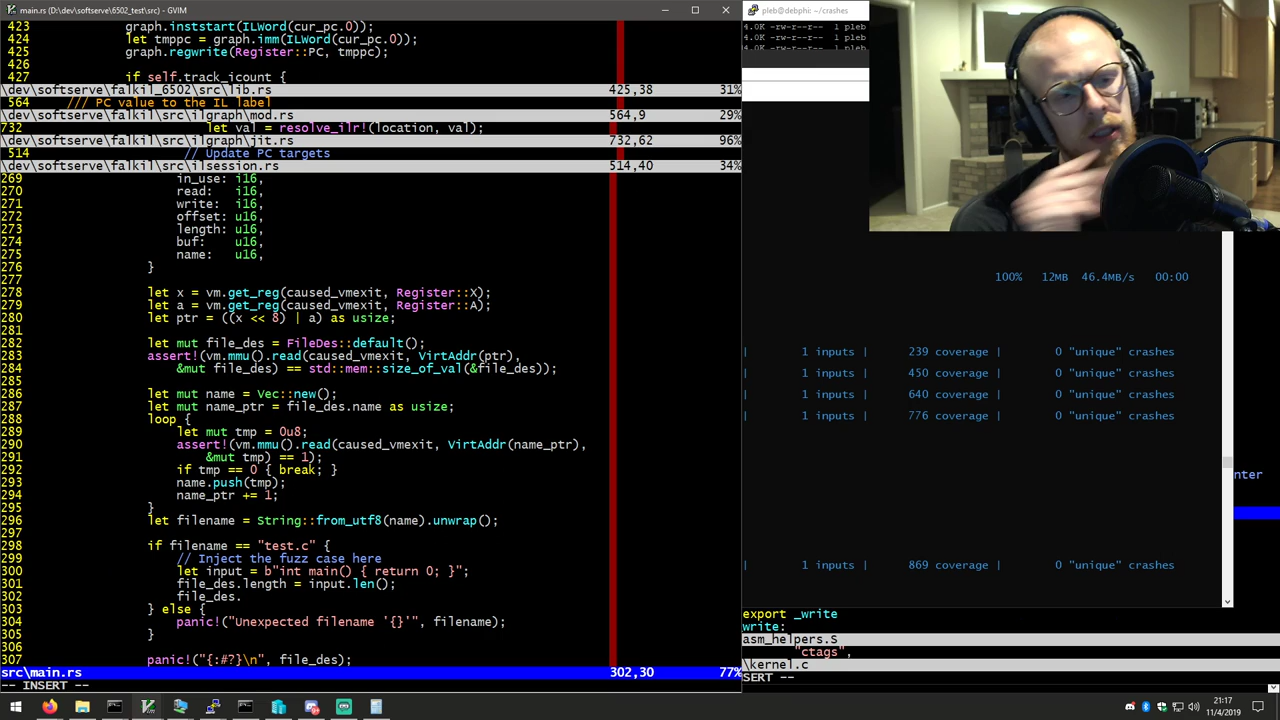 main.rs (D:\dev\softserve\6502_test\src) - GVIM
423 graph.inststart(ILWord(cur_pc.0));
424 let tmppc = graph.imm(ILWord(cur_pc.0));
425 graph.regwrite(Register::PC, tmppc);
426
427 if self.track_icount {
\dev\softserve\falkil_6502\src\lib.rs 425,38 31%
564 /// PC value to the IL label
\dev\softserve\falkil\src\ilgraph\mod.rs 564,9 29%
732 let val = resolve_ilr!(location, val);
\dev\softserve\falkil\src\ilgraph\jit.rs 732,62 96%
514 // Update PC targets
\dev\softserve\falkil\src\ilsession.rs 514,40 34%
269 in_use: i16,
270 read: i16,
271 write: i16,
272 offset: u16,
273 length: u16,
274 buf: u16,
275 name: u16,
276 }
277
278 let x = vm.get_reg(caused_vmexit, Register::X);
279 let a = vm.get_reg(caused_vmexit, Register::A);
280 let ptr = ((x << 8) | a) as usize;
281
282 let mut file_des = FileDes::default();
283 assert!(vm.mmu().read(caused_vmexit, VirtAddr(ptr),
284 &mut file_des) == std::mem::size_of_val(&file_des));
285
286 let mut name = Vec::new();
287 let mut name_ptr = file_des.name as usize;
288 loop {
289 let mut tmp = 0u8;
290 assert!(vm.mmu().read(caused_vmexit, VirtAddr(name_ptr),
291 &mut tmp) == 1);
292 if tmp == 0 { break; }
293 name.push(tmp);
294 name_ptr += 1;
295 }
296 let filename = String::from_utf8(name).unwrap();
297
298 if filename == "test.c" {
299 // Inject the fuzz case here
300 let input = b"int main() { return 0; }";
301 file_des.length = input.len();
302 file_des.
303 } else {
304 panic!("Unexpected filename '{}'", filename);
305 }
306
307 panic!("{:#?}\n", file_des);
src\main.rs 302,30 77%
-- INSERT --
pleb@debphi: ~/crashes
4.0K -rw-r--r-- 1 pleb
4.0K -rw-r--r-- 1 pleb
4.0K -rw-r--r-- 1 pleb
100% 12MB 46.4MB/s 00:00
| 1 inputs | 239 coverage | 0 "unique" crashes
| 1 inputs | 450 coverage | 0 "unique" crashes
| 1 inputs | 640 coverage | 0 "unique" crashes
| 1 inputs | 776 coverage | 0 "unique" crashes
nter
| 1 inputs | 869 coverage | 0 "unique" crashes
export _write
write:
asm_helpers.S
"ctags",
\kernel.c
SERT --
21:17
11/4/2019